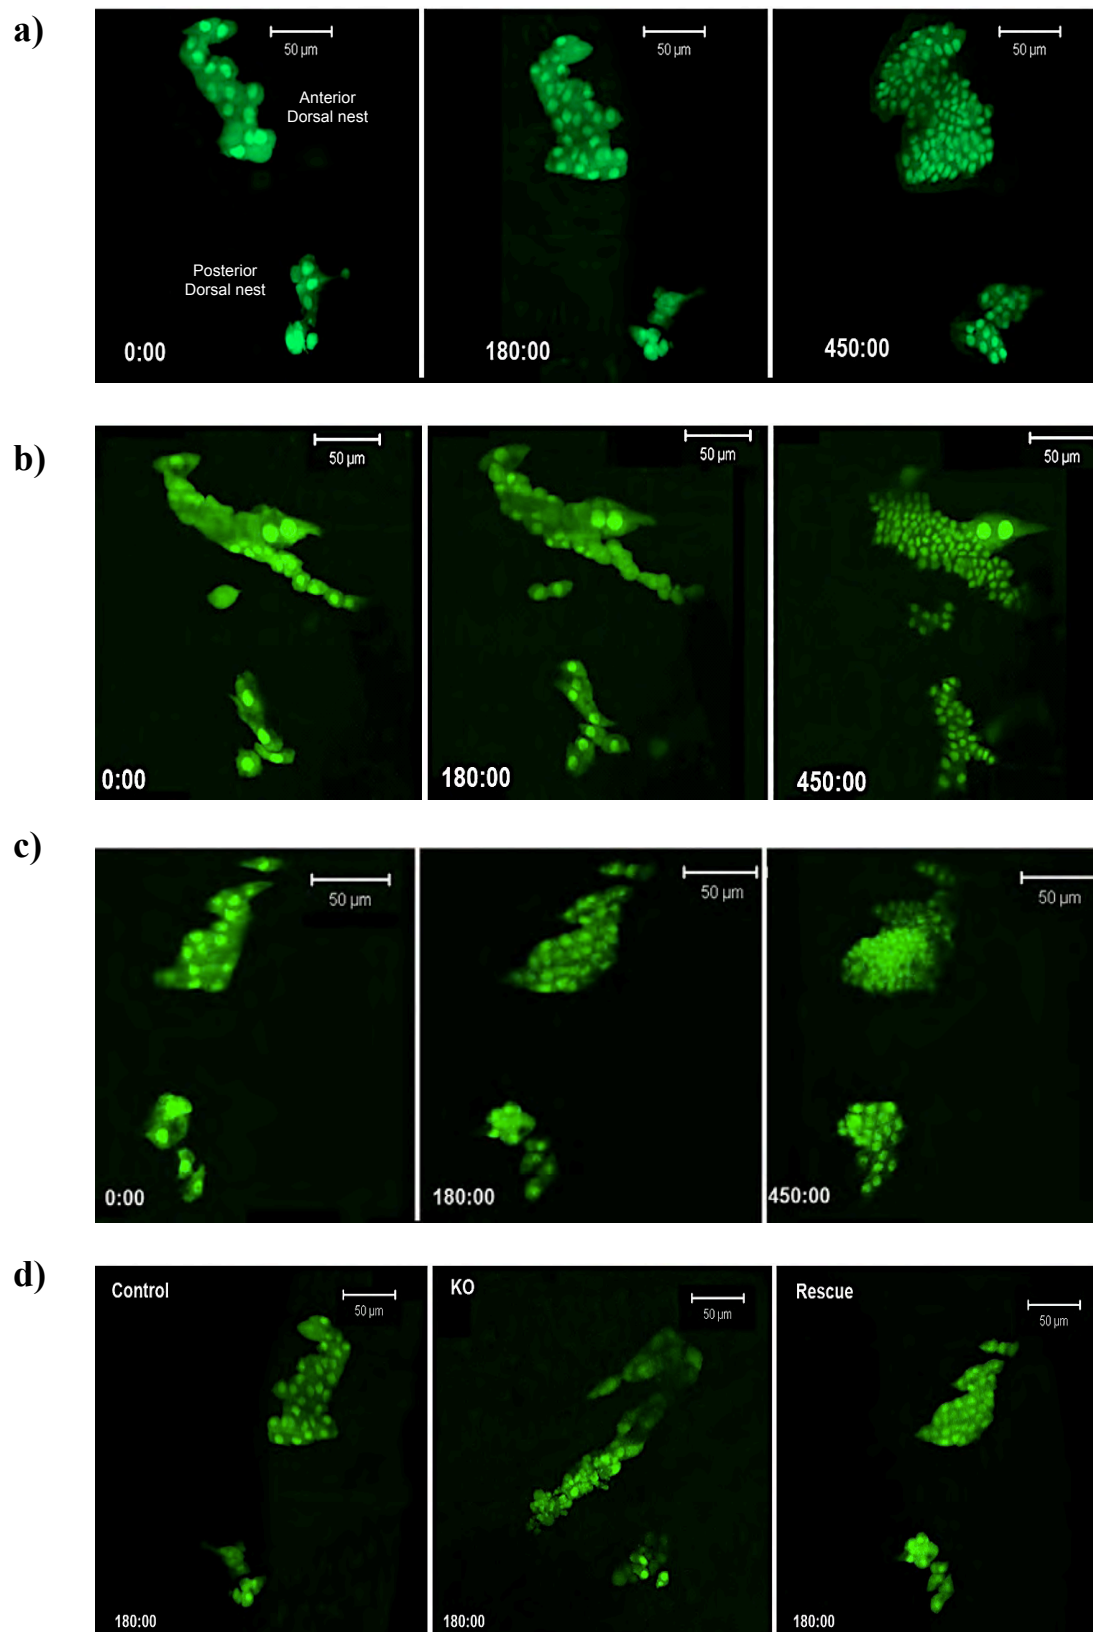 a)
50 µm
Anterior
Dorsal nest
Posterior
Dorsal nest
0:00
50 µm
180:00
50 µm
450:00
b)
50 µm
0:00
50 µm
180:00
50 µm
450:00
c)
50 µm
0:00
50 µm
180:00
50 µm
450:00
d)
Control
50 µm
180:00
KO
50 µm
180:00
Rescue
50 µm
180:00